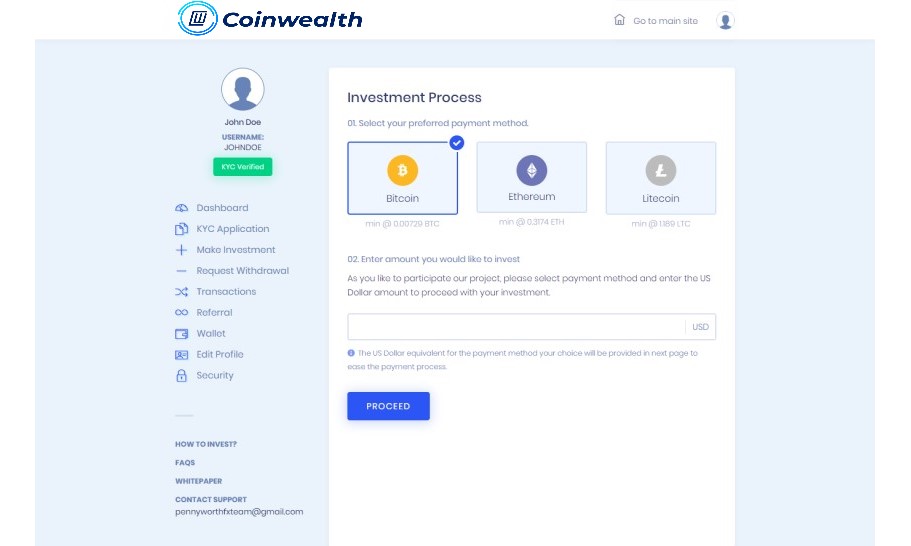 Coinwealth
Go to main site
John Doe
USERNAME:
JOHNDOE
KYC Verified
Dashboard
KYC Application
Make Investment
Request Withdrawal
Transactions
Referral
Wallet
Edit Profile
Security
HOW TO INVEST?
FAQS
WHITEPAPER
CONTACT SUPPORT
pennyworthfxteam@gmail.com
Investment Process
01. Select your preferred payment method.
Bitcoin
min @ 0.00729 BTC
Ethereum
min @ 0.3174 ETH
Litecoin
min @ 1.189 LTC
02. Enter amount you would like to invest
As you like to participate our project, please select payment method and enter the US
Dollar amount to proceed with your investment.
USD
The US Dollar equivalent for the payment method your choice will be provided in next page to
ease the payment process.
PROCEED